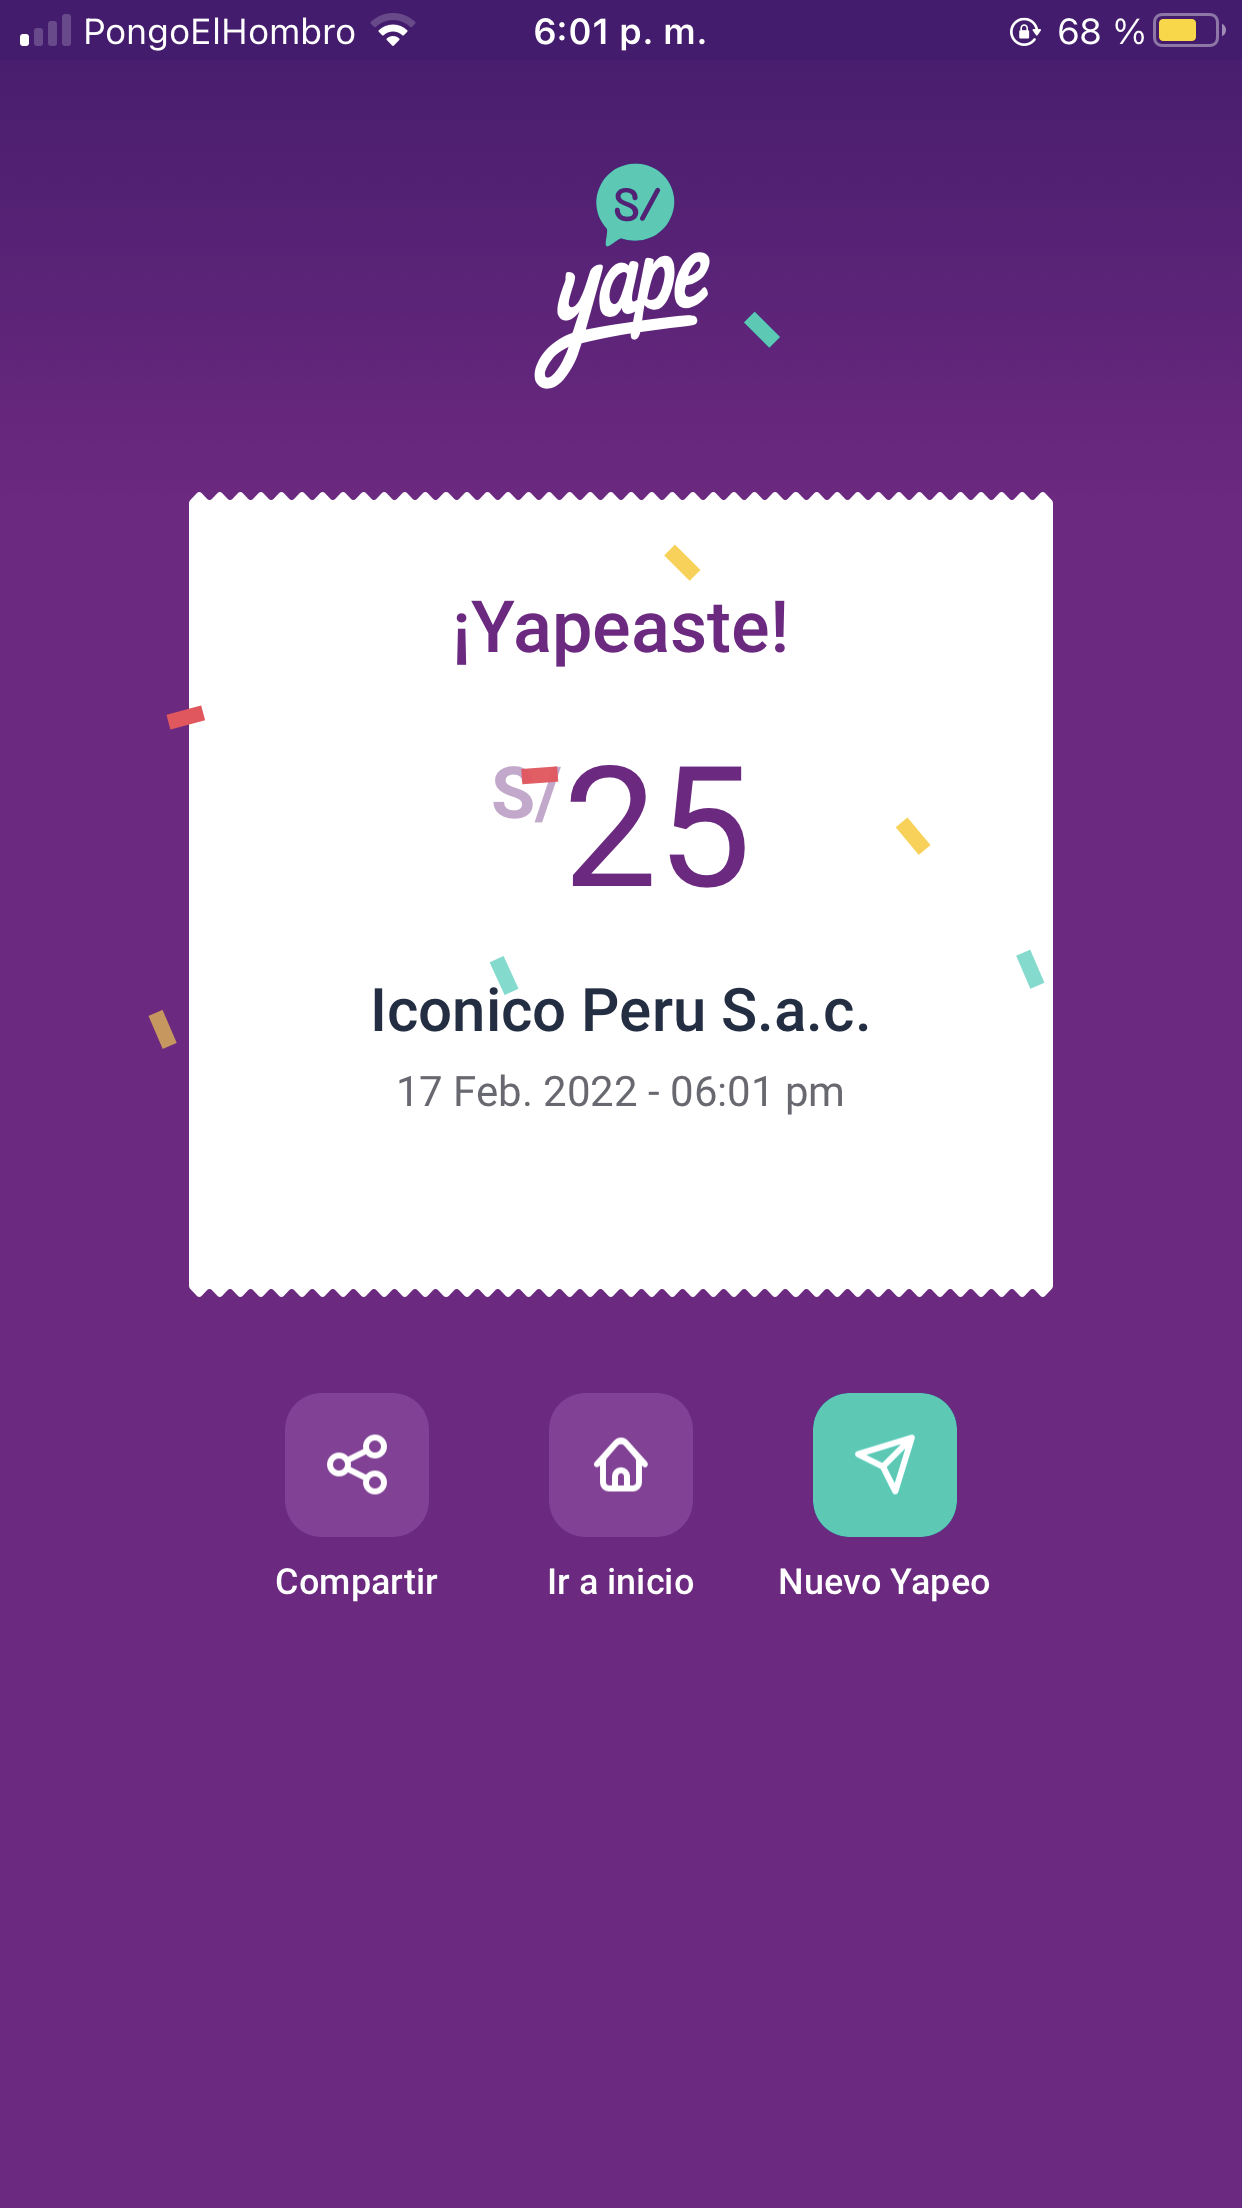 PongoElHombro 6:01 p. m. 68 %
S/
yape
¡Yapeaste!
S/ 25
Iconico Peru S.a.c.
17 Feb. 2022 - 06:01 pm
Compartir Ir a inicio Nuevo Yapeo